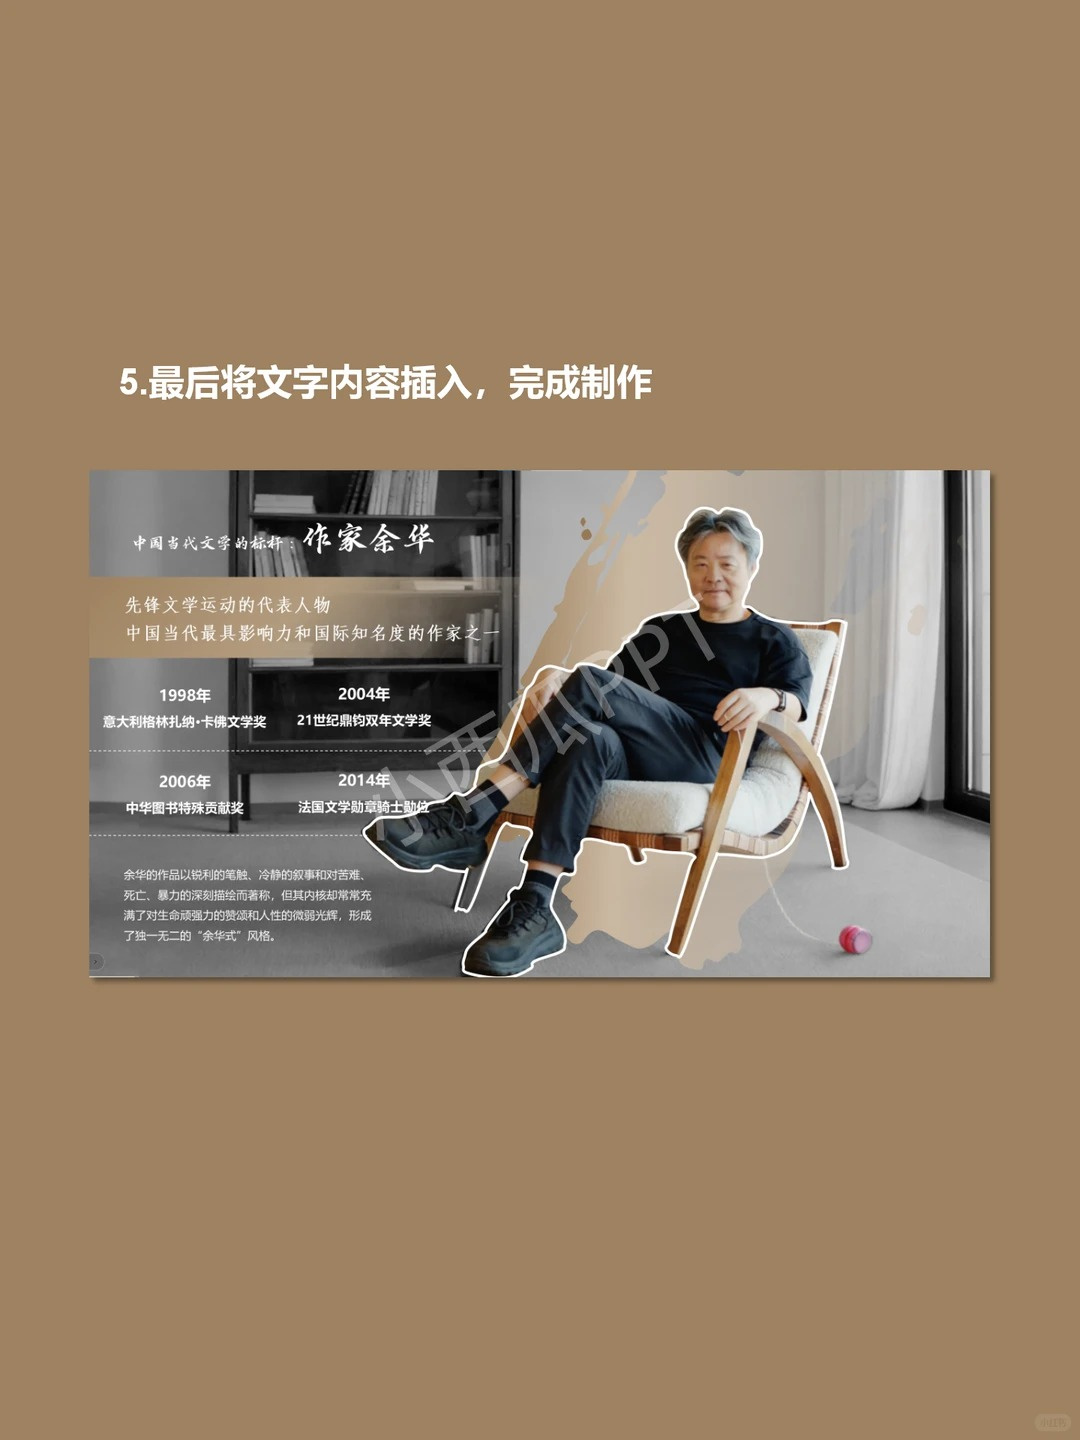 5.最后将文字内容插入，完成制作
中国当代文学的标杆：作家余华
先锋文学运动的代表人物
中国当代最具影响力和国际知名度的作家之一
1998年
意大利格林扎纳·卡佛文学奖
2004年
21世纪鼎钧双年文学奖
2006年
中华图书特殊贡献奖
2014年
法国文学勋章骑士勋位
余华的作品以锐利的笔触、冷静的叙事和对苦难、
死亡、暴力的深刻描绘而著称，但其内核却常常充
满了对生命顽强力的赞颂和人性的微弱光辉，形成
了独一无二的“余华式”风格。
小西瓜PPT
小红书